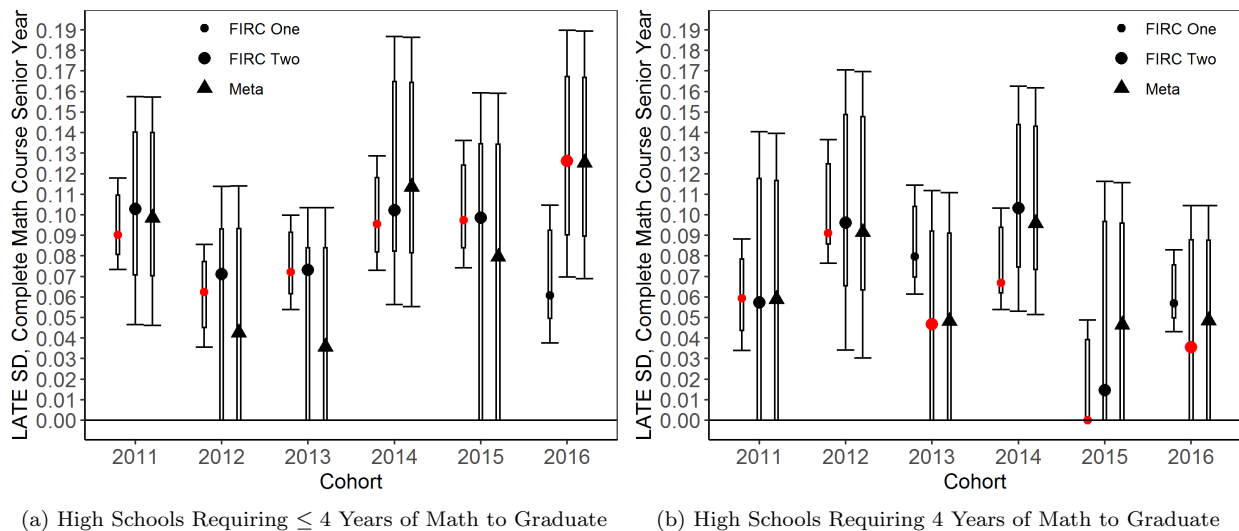 LATE SD, Complete Math Course Senior Year
0.19
0.18
0.17
0.16
0.15
0.14
0.13
0.12
0.11
0.10
0.09
0.08
0.07
0.06
0.05
0.04
0.03
0.02
0.01
0.00
FIRC One
FIRC Two
Meta
2011 2012 2013 2014 2015 2016
Cohort
(a) High Schools Requiring ≤ 4 Years of Math to Graduate
LATE SD, Complete Math Course Senior Year
0.19
0.18
0.17
0.16
0.15
0.14
0.13
0.12
0.11
0.10
0.09
0.08
0.07
0.06
0.05
0.04
0.03
0.02
0.01
0.00
FIRC One
FIRC Two
Meta
2011 2012 2013 2014 2015 2016
Cohort
(b) High Schools Requiring 4 Years of Math to Graduate